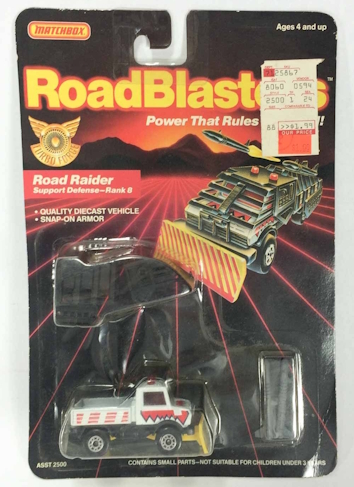 MATCHBOX
Ages 4 and up
RoadBlasters™
Power That Rules
Road Raider
Support Defense–Rank 8
• QUALITY DIECAST VEHICLE
• SNAP-ON ARMOR
8060 0594
2500 1 24
OUR PRICE
ASST 2500
CONTAINS SMALL PARTS–NOT SUITABLE FOR CHILDREN UNDER 3 YEARS